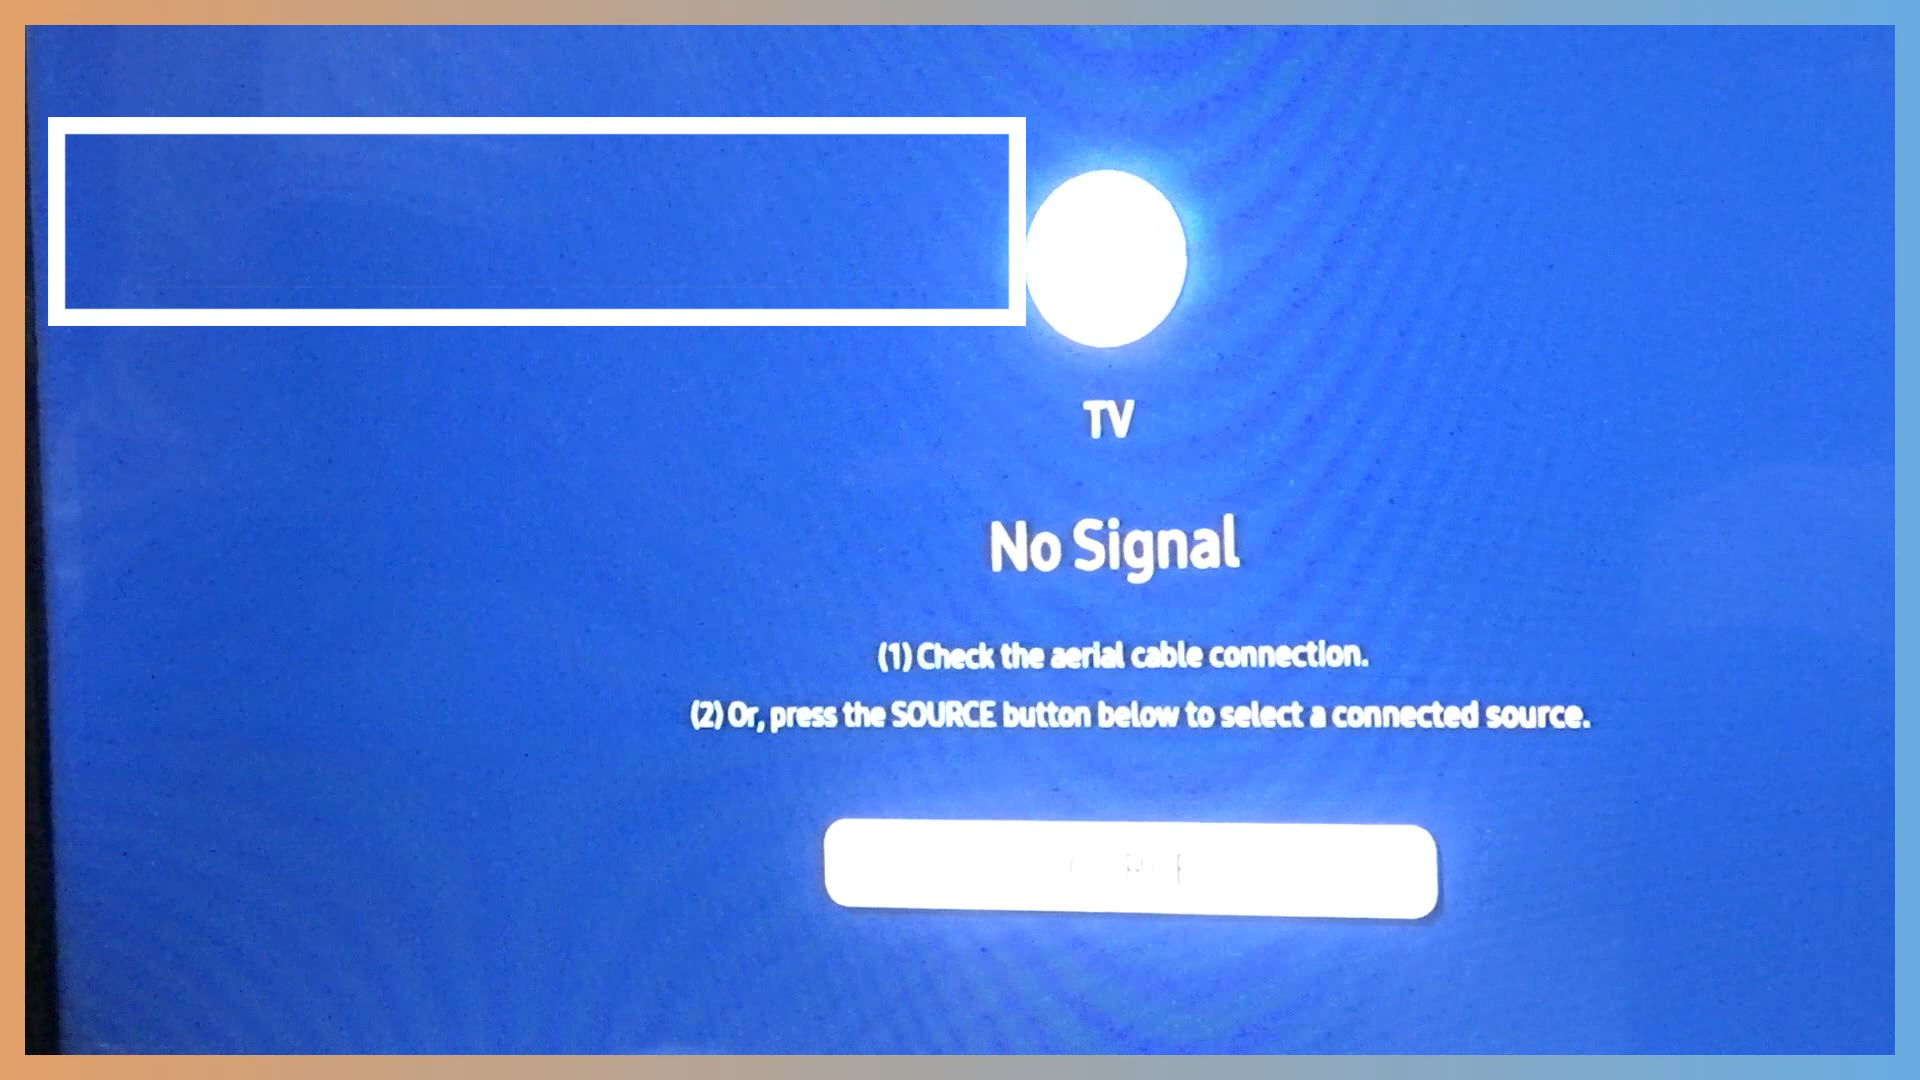 TV
No Signal
(1) Check the aerial cable connection.
(2) Or, press the SOURCE button below to select a connected source.